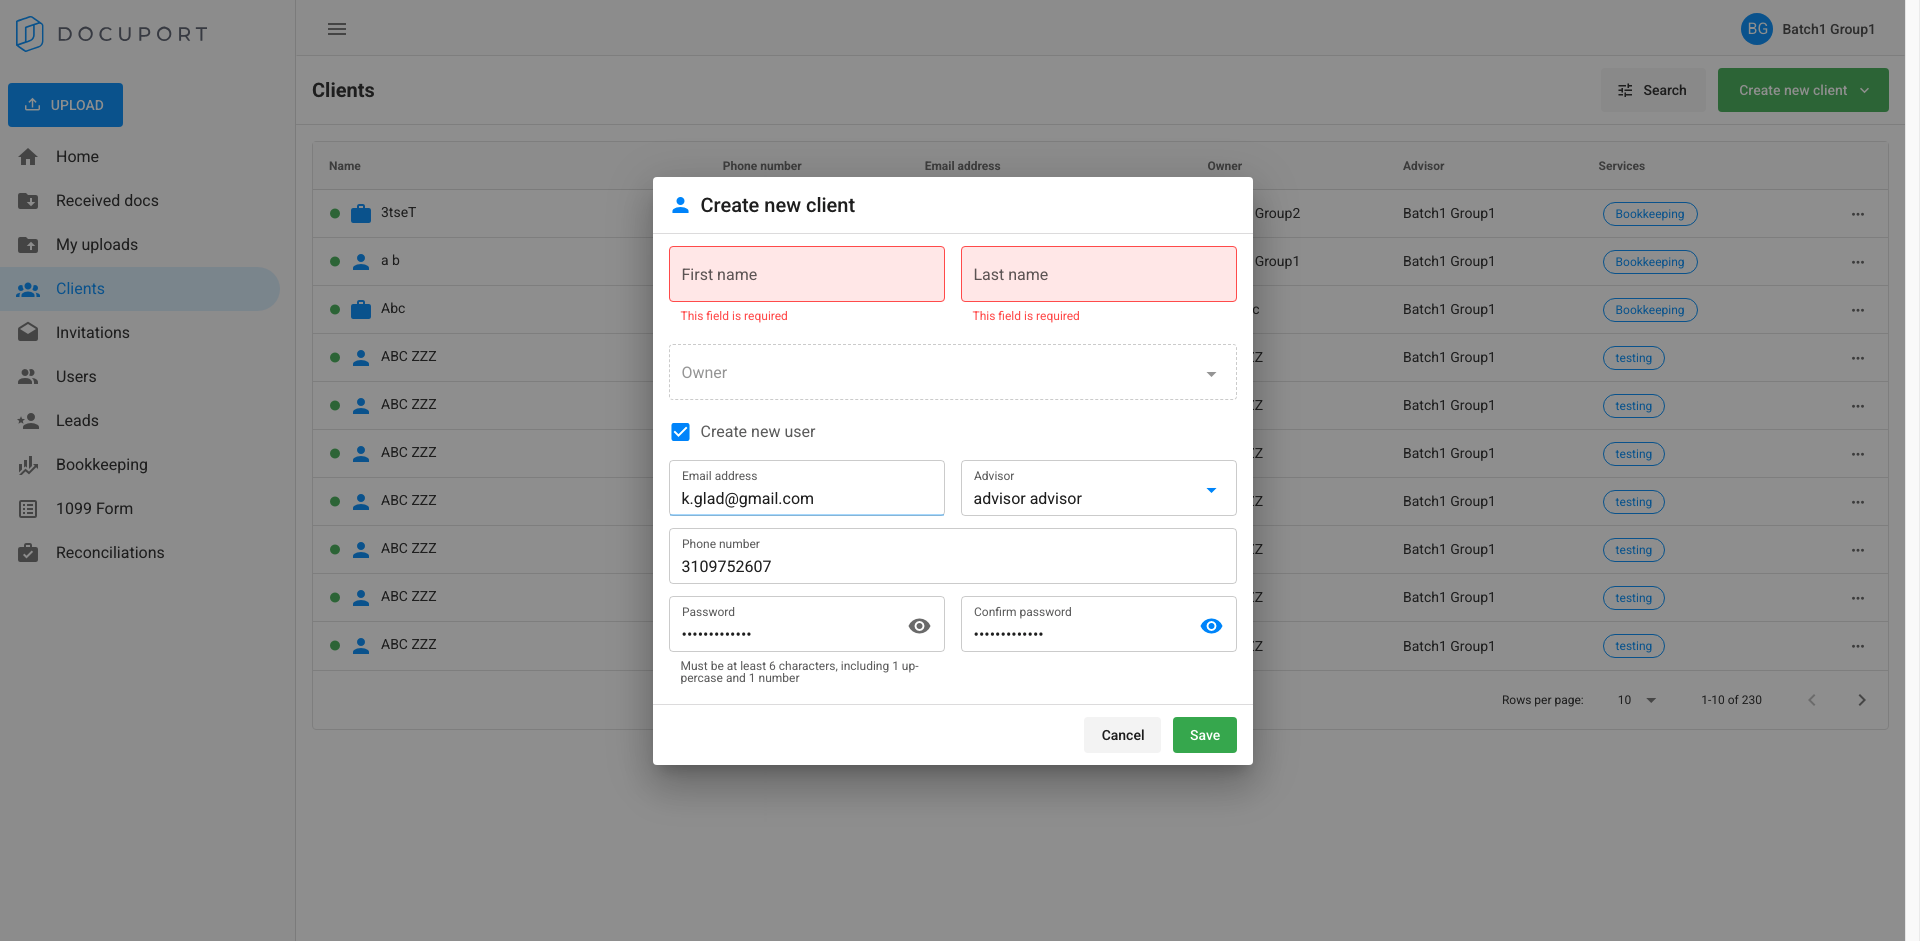 DOCUPORT
BG Batch1 Group1
UPLOAD
Clients
Search
Create new client
Home
Received docs
My uploads
Clients
Invitations
Users
Leads
Bookkeeping
1099 Form
Reconciliations
Name Phone number Email address Owner Advisor Services
3tseT Group2 Batch1 Group1 Bookkeeping
a b Group1 Batch1 Group1 Bookkeeping
Abc c Batch1 Group1 Bookkeeping
ABC ZZZ Z Batch1 Group1 testing
ABC ZZZ Z Batch1 Group1 testing
ABC ZZZ Z Batch1 Group1 testing
ABC ZZZ Z Batch1 Group1 testing
ABC ZZZ Z Batch1 Group1 testing
ABC ZZZ Z Batch1 Group1 testing
ABC ZZZ Z Batch1 Group1 testing
Rows per page: 10 1-10 of 230
Create new client
First name Last name
This field is required This field is required
Owner
Create new user
Email address Advisor
k.glad@gmail.com advisor advisor
Phone number
3109752607
Password Confirm password
••••••••••••• •••••••••••••
Must be at least 6 characters, including 1 up-
percase and 1 number
Cancel Save